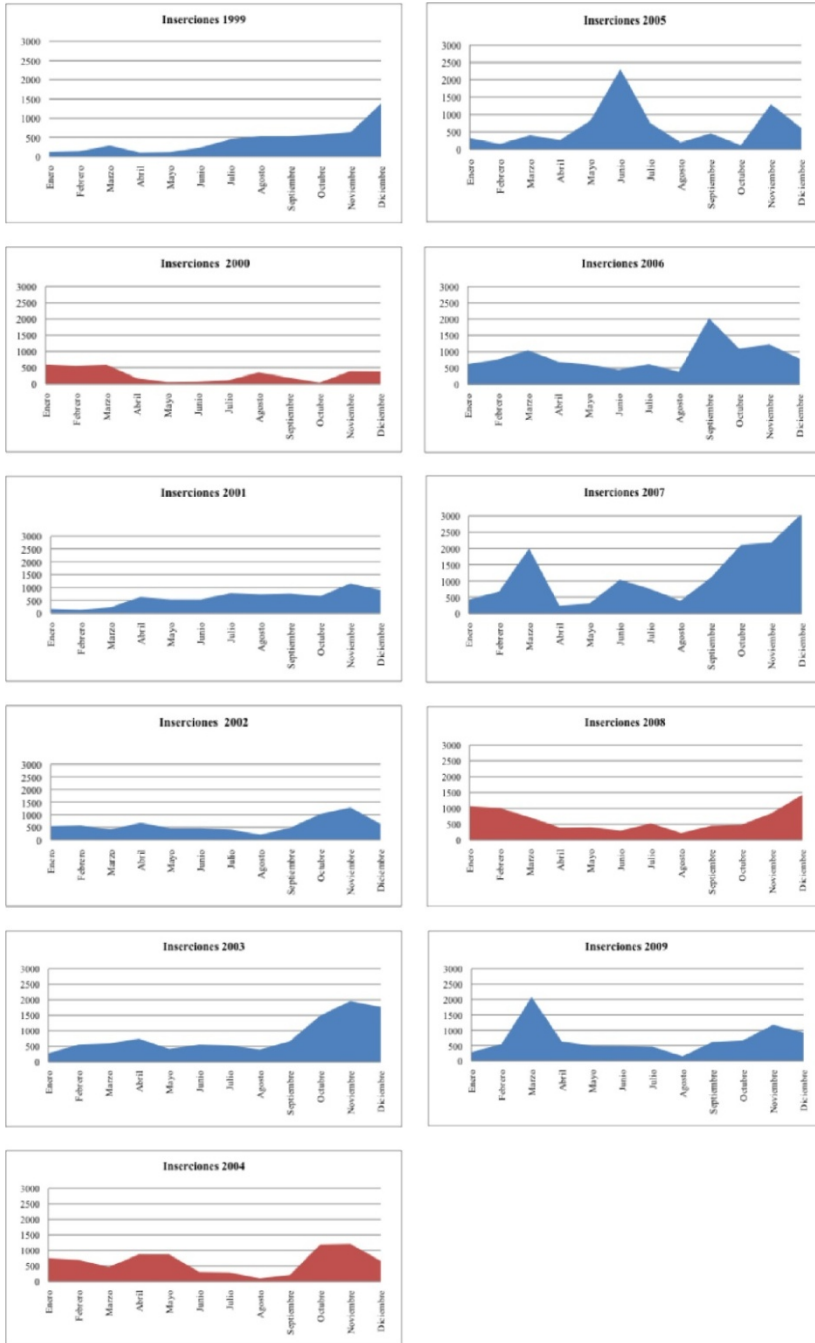 Inserciones 1999
3000
2500
2000
1500
1000
500
0
Enero
Febrero
Marzo
Abril
Mayo
Junio
Julio
Agosto
Septiembre
Octubre
Noviembre
Diciembre
Inserciones 2000
3000
2500
2000
1500
1000
500
0
Enero
Febrero
Marzo
Abril
Mayo
Junio
Julio
Agosto
Septiembre
Octubre
Noviembre
Diciembre
Inserciones 2001
3000
2500
2000
1500
1000
500
0
Enero
Febrero
Marzo
Abril
Mayo
Junio
Julio
Agosto
Septiembre
Octubre
Noviembre
Diciembre
Inserciones 2002
3000
2500
2000
1500
1000
500
0
Enero
Febrero
Marzo
Abril
Mayo
Junio
Julio
Agosto
Septiembre
Octubre
Noviembre
Diciembre
Inserciones 2003
3000
2500
2000
1500
1000
500
0
Enero
Febrero
Marzo
Abril
Mayo
Junio
Julio
Agosto
Septiembre
Octubre
Noviembre
Diciembre
Inserciones 2004
3000
2500
2000
1500
1000
500
0
Enero
Febrero
Marzo
Abril
Mayo
Junio
Julio
Agosto
Septiembre
Octubre
Noviembre
Diciembre
Inserciones 2005
3000
2500
2000
1500
1000
500
0
Enero
Febrero
Marzo
Abril
Mayo
Junio
Julio
Agosto
Septiembre
Octubre
Noviembre
Diciembre
Inserciones 2006
3000
2500
2000
1500
1000
500
0
Enero
Febrero
Marzo
Abril
Mayo
Junio
Julio
Agosto
Septiembre
Octubre
Noviembre
Diciembre
Inserciones 2007
3000
2500
2000
1500
1000
500
0
Enero
Febrero
Marzo
Abril
Mayo
Junio
Julio
Agosto
Septiembre
Octubre
Noviembre
Diciembre
Inserciones 2008
3000
2500
2000
1500
1000
500
0
Enero
Febrero
Marzo
Abril
Mayo
Junio
Julio
Agosto
Septiembre
Octubre
Noviembre
Diciembre
Inserciones 2009
3000
2500
2000
1500
1000
500
0
Enero
Febrero
Marzo
Abril
Mayo
Junio
Julio
Agosto
Septiembre
Octubre
Noviembre
Diciembre